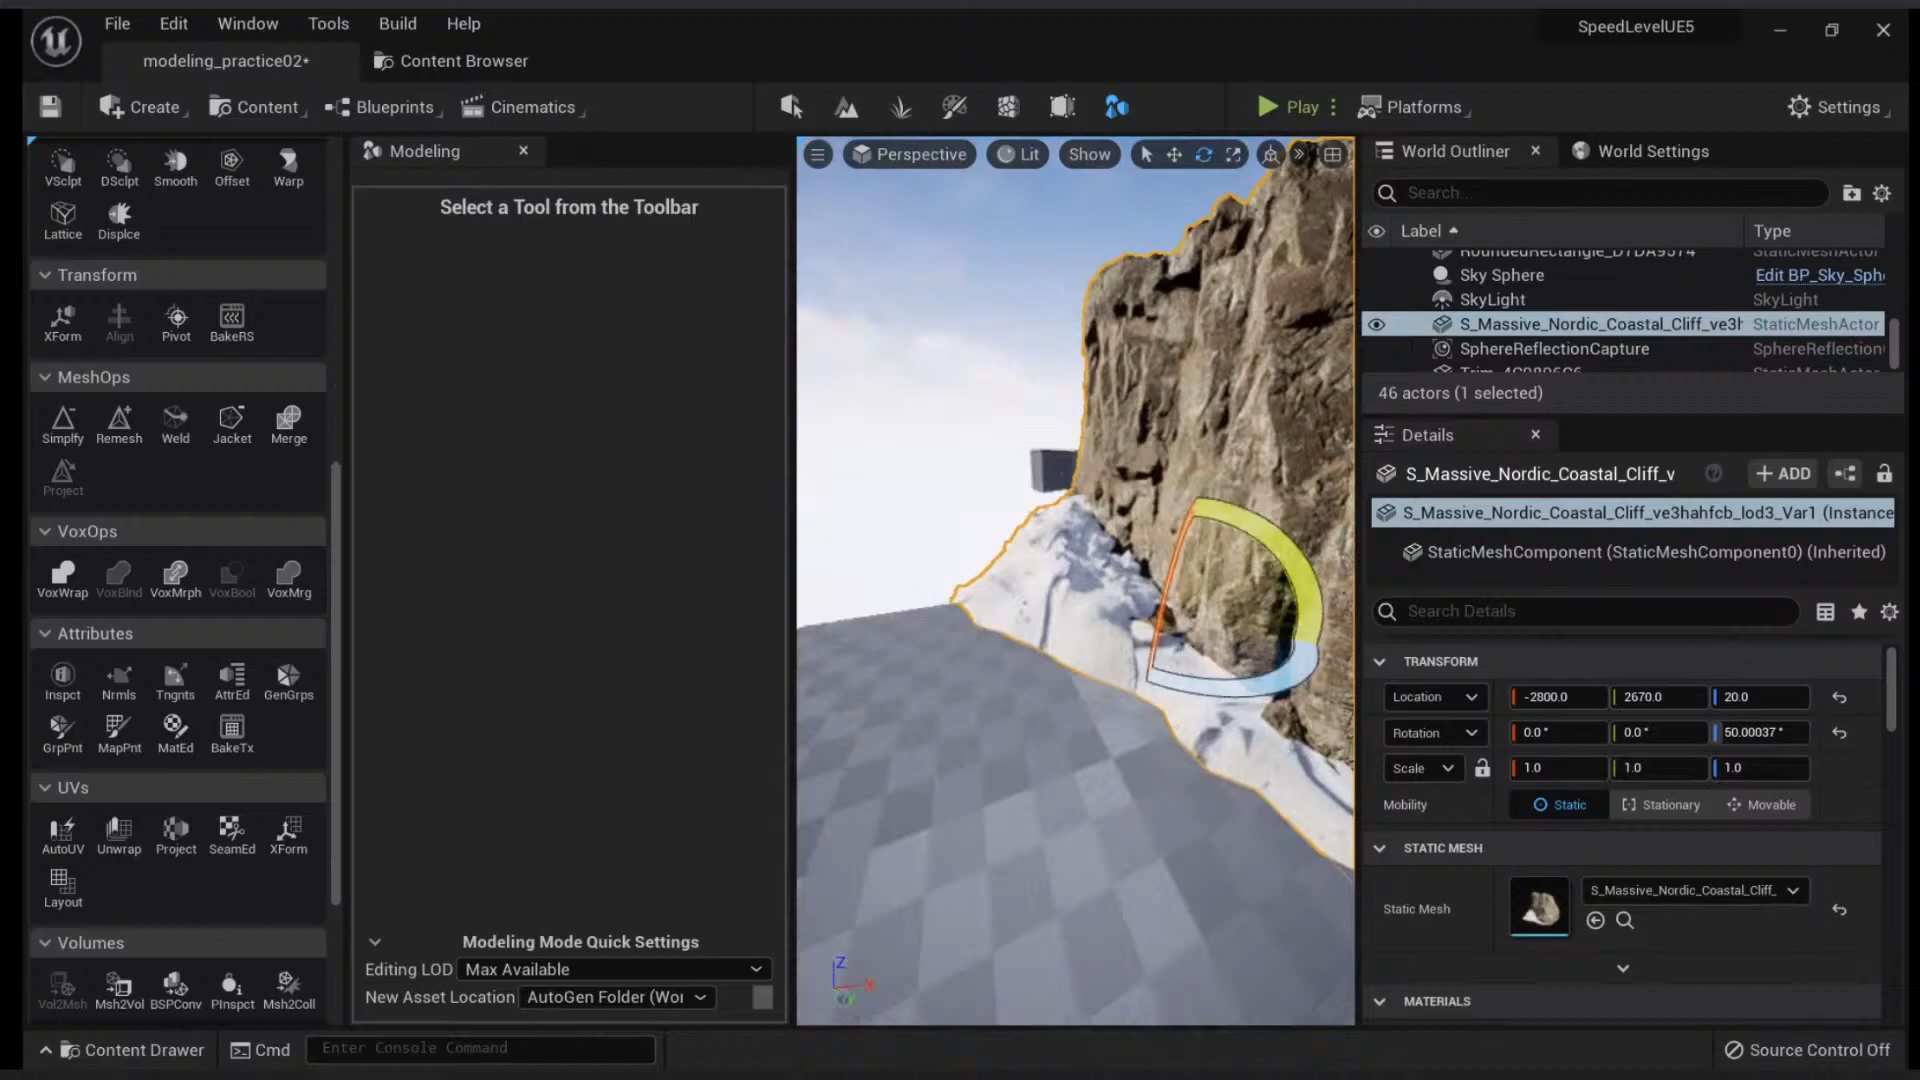 File Edit Window Tools Build Help
SpeedLevelUE5
modeling_practice02*
Content Browser
Create
Content
Blueprints
Cinematics
Play
Platforms
Settings
VSclpt DSclpt Smooth Offset Warp
Lattice Displce
Transform
XForm Align Pivot BakeRS
MeshOps
Simplfy Remesh Weld Jacket Merge
Project
VoxOps
VoxWrap VoxBlnd VoxMrph VoxBool VoxMrg
Attributes
Inspct Nrmls Tngnts AttrEd GenGrps
GrpPnt MapPnt MatEd BakeTx
UVs
AutoUV Unwrap Project SeamEd XForm
Layout
Volumes
Vol2Msh Msh2Vol BSPConv PInspct Msh2Coll
Modeling
Select a Tool from the Toolbar
Modeling Mode Quick Settings
Editing LOD Max Available
New Asset Location AutoGen Folder (Wor
Perspective Lit Show
Z
X
World Outliner
World Settings
Search...
Label Type
RoundedRectangle_D7DA9574 StaticMeshActor
Sky Sphere Edit BP_Sky_Sph
SkyLight SkyLight
S_Massive_Nordic_Coastal_Cliff_ve3h StaticMeshActor
SphereReflectionCapture SphereReflection
46 actors (1 selected)
Details
S_Massive_Nordic_Coastal_Cliff_v
ADD
S_Massive_Nordic_Coastal_Cliff_ve3hahfcb_lod3_Var1 (Instance
StaticMeshComponent (StaticMeshComponent0) (Inherited)
Search Details
TRANSFORM
Location -2800.0 2670.0 20.0
Rotation 0.0° 0.0° 50.00037°
Scale 1.0 1.0 1.0
Mobility Static Stationary Movable
STATIC MESH
Static Mesh
S_Massive_Nordic_Coastal_Cliff_
MATERIALS
Content Drawer
Cmd
Enter Console Command
Source Control Off